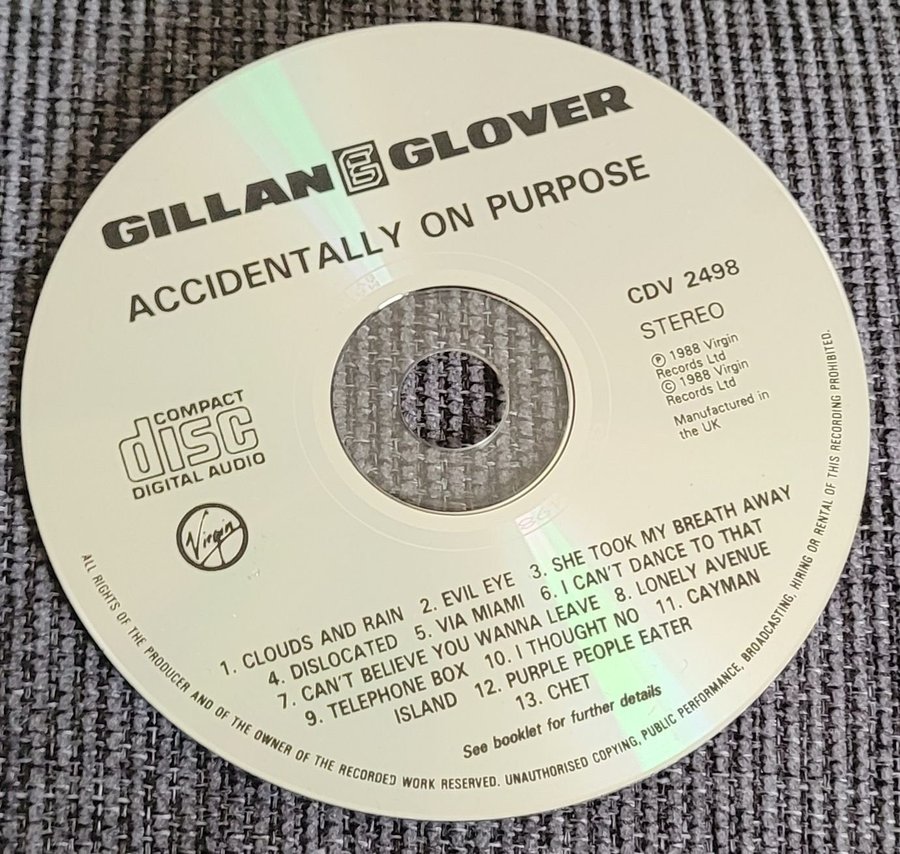 GILLAN GLOVER
ACCIDENTALLY ON PURPOSE
CDV 2498
STEREO
Ⓟ 1988 Virgin
Records Ltd
© 1988 Virgin
Records Ltd
Manufactured in
the UK
COMPACT
disc
DIGITAL AUDIO
Virgin
1. CLOUDS AND RAIN 2. EVIL EYE 3. SHE TOOK MY BREATH AWAY
4. DISLOCATED 5. VIA MIAMI 6. I CAN'T DANCE TO THAT
7. CAN'T BELIEVE YOU WANNA LEAVE 8. LONELY AVENUE
9. TELEPHONE BOX 10. I THOUGHT NO 11. CAYMAN
ISLAND 12. PURPLE PEOPLE EATER
13. CHET
See booklet for further details
ALL RIGHTS OF THE PRODUCER AND OF THE OWNER OF THE RECORDED WORK RESERVED. UNAUTHORISED COPYING, PUBLIC PERFORMANCE, BROADCASTING, HIRING OR RENTAL OF THIS RECORDING PROHIBITED.